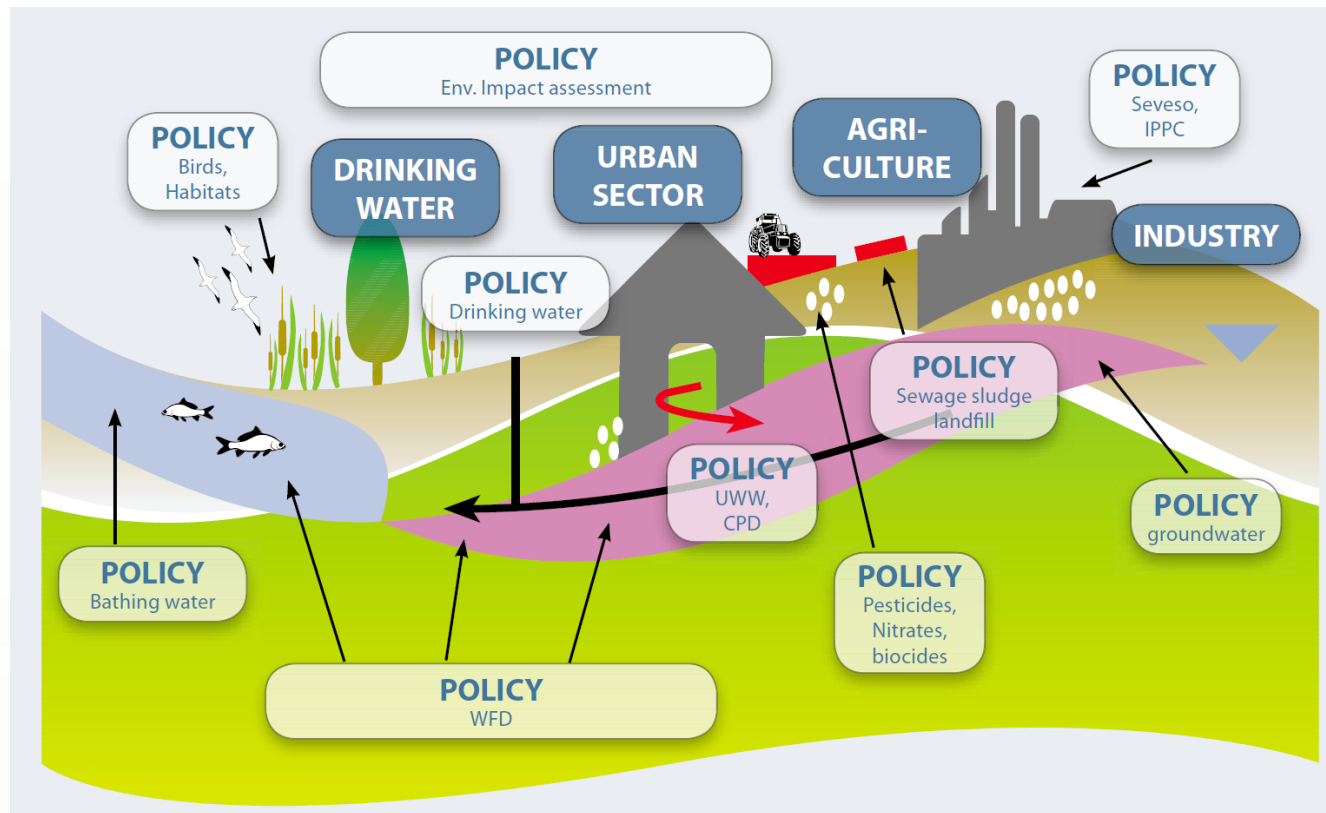 POLICY
Env. Impact assessment
POLICY
Seveso,
IPPC
POLICY
Birds,
Habitats
DRINKING
WATER
URBAN
SECTOR
AGRI-
CULTURE
INDUSTRY
POLICY
Drinking water
POLICY
Sewage sludge
landfill
POLICY
UWW,
CPD
POLICY
groundwater
POLICY
Bathing water
POLICY
Pesticides,
Nitrates,
biocides
POLICY
WFD